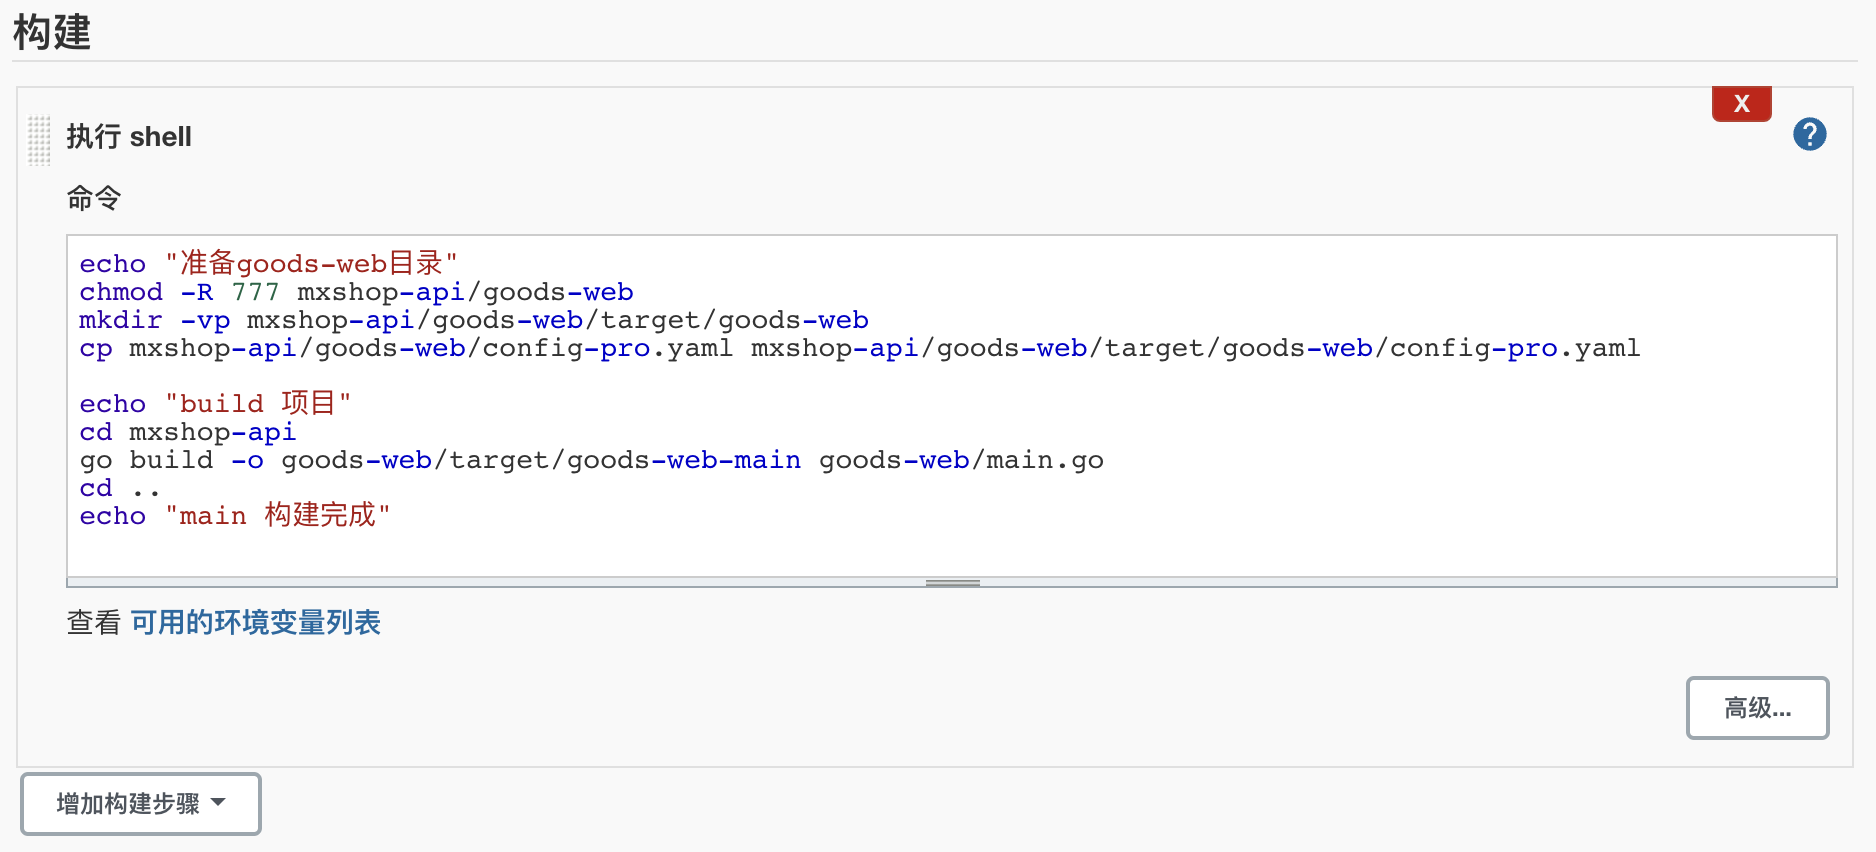 构建
X
执行 shell
?
命令
echo "准备goods-web目录"
chmod -R 777 mxshop-api/goods-web
mkdir -vp mxshop-api/goods-web/target/goods-web
cp mxshop-api/goods-web/config-pro.yaml mxshop-api/goods-web/target/goods-web/config-pro.yaml
echo "build 项目"
cd mxshop-api
go build -o goods-web/target/goods-web-main goods-web/main.go
cd ..
echo "main 构建完成"
查看 可用的环境变量列表
高级...
增加构建步骤